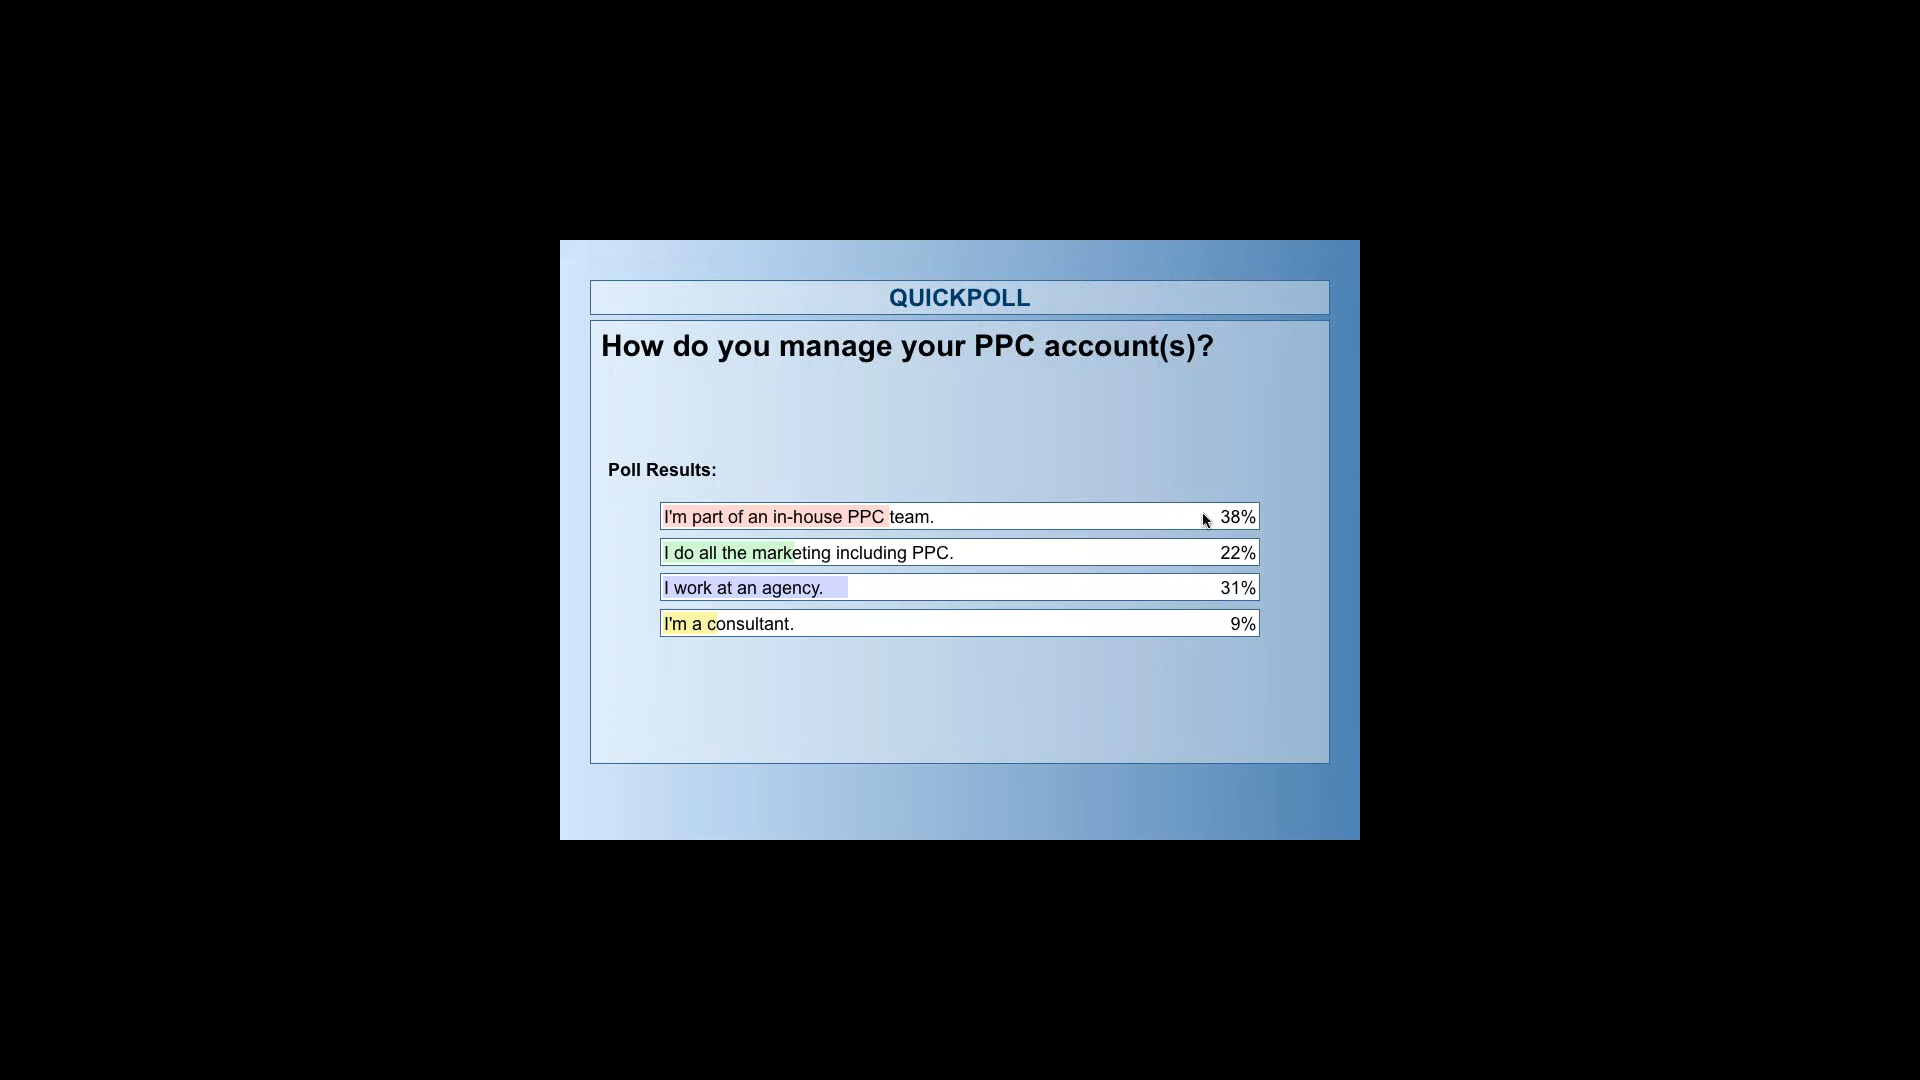 QUICKPOLL
How do you manage your PPC account(s)?
Poll Results:
I'm part of an in-house PPC team. 38%
I do all the marketing including PPC. 22%
I work at an agency. 31%
I'm a consultant. 9%